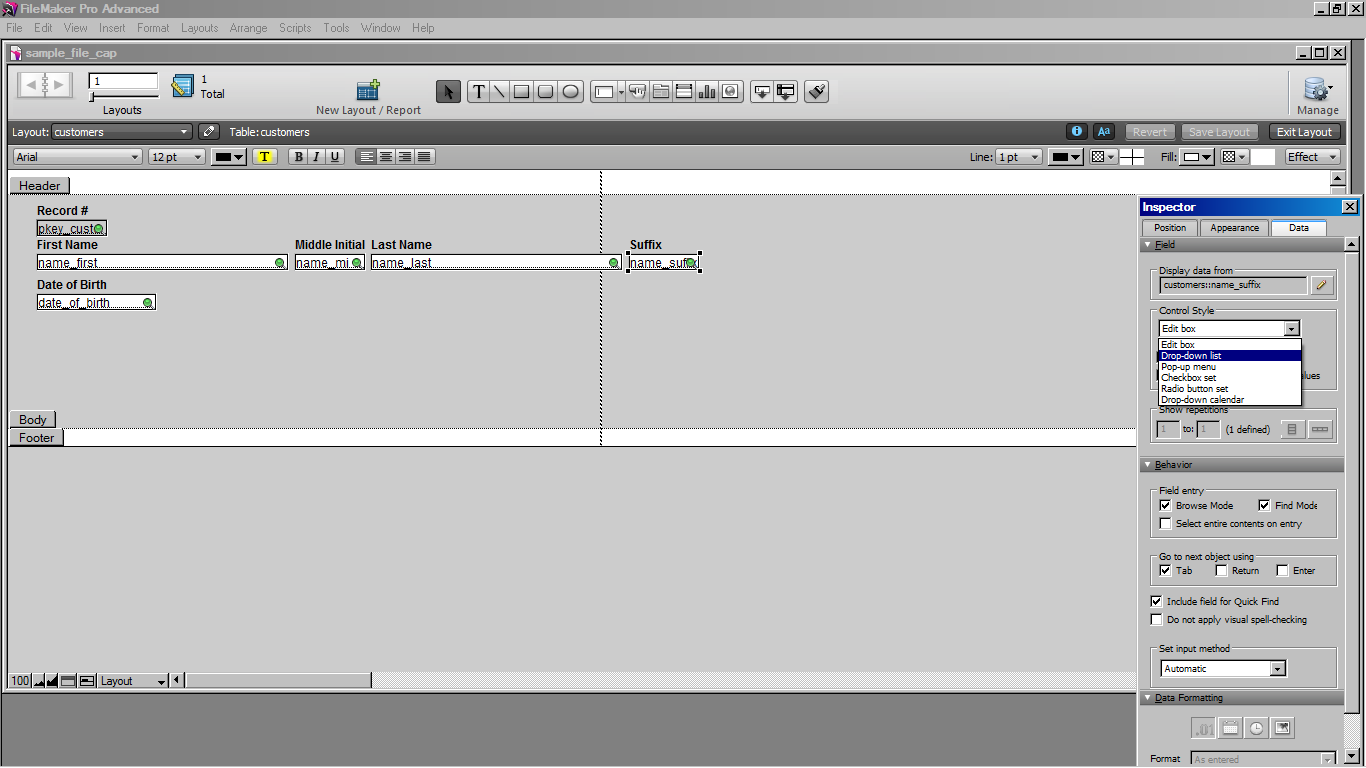 FileMaker Pro Advanced
File Edit View Insert Format Layouts Arrange Scripts Tools Window Help
sample_file_cap
1
1
Total
Layouts
New Layout / Report
T
Manage
Layout: customers
Table: customers
Aa
Revert
Save Layout
Exit Layout
Arial
12 pt
T
B I U
Line: 1 pt
Fill:
Effect
Header
Record #
pkey_cust
First Name
Middle Initial
Last Name
Suffix
name_first
name_mi
name_last
name_suffix
Date of Birth
date_of_birth
Body
Footer
100
Layout
Inspector
Position
Appearance
Data
Field
Display data from
customers::name_suffix
Control Style
Edit box
Edit box
Drop-down list
Pop-up menu
Checkbox set
Radio button set
Drop-down calendar
Show repetitions
1 to: 1 (1 defined)
Behavior
Field entry
Browse Mode
Find Mode
Select entire contents on entry
Go to next object using
Tab
Return
Enter
Include field for Quick Find
Do not apply visual spell-checking
Set input method
Automatic
Data Formatting
.01
Format
As entered